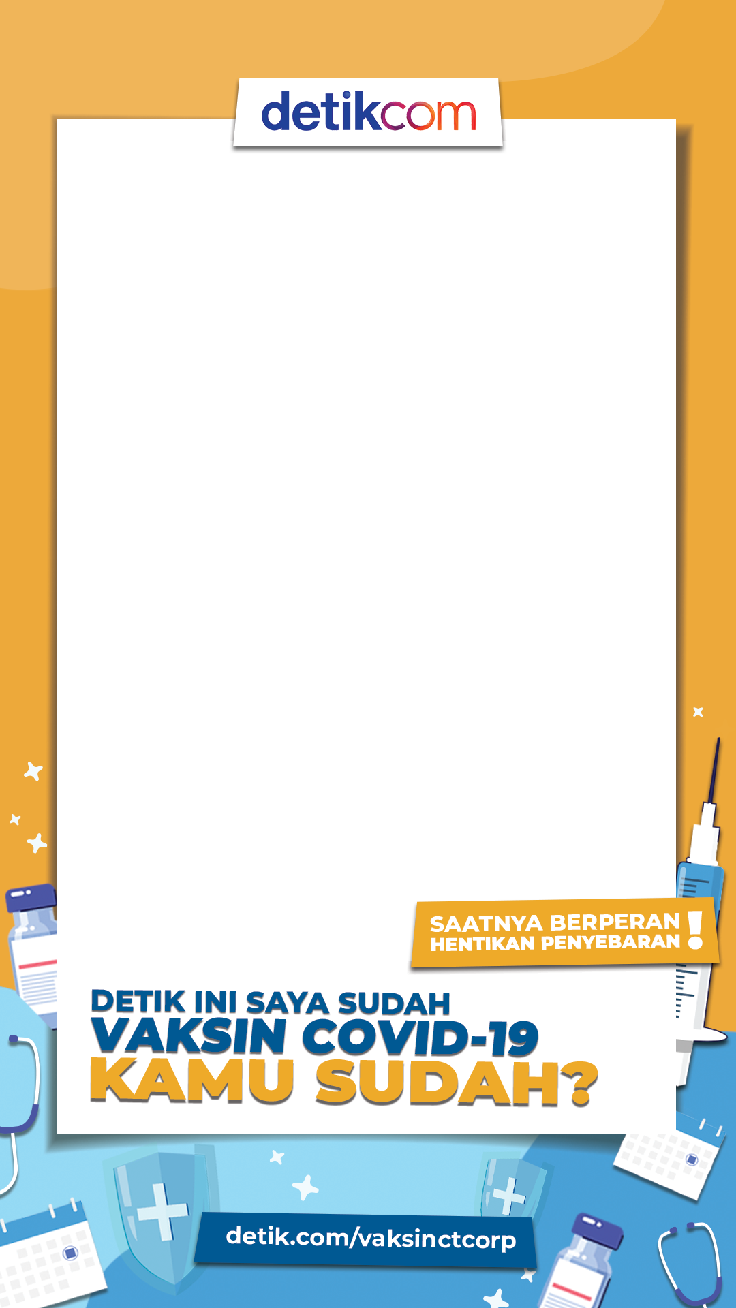 detikcom
SAATNYA BERPERAN
HENTIKAN PENYEBARAN !
DETIK INI SAYA SUDAH
VAKSIN COVID-19
KAMU SUDAH?
detik.com/vaksinctcorp